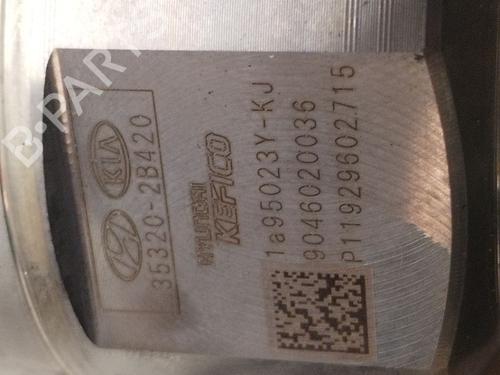 KIA
35320-2B420
HYUNDAI
KEFICO
1a95023Y-KJ
9046020036
P11929602715
B-PARTS